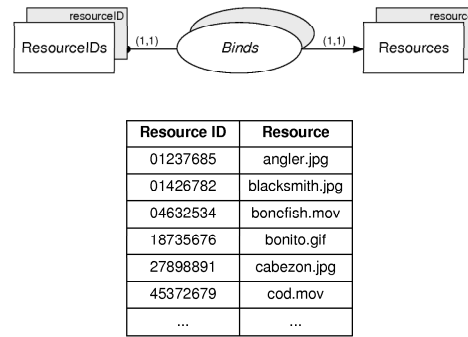 resourceID resourc
ResourceIDs (1,1) Binds (1,1) Resources
Resource ID Resource
01237685 angler.jpg
01426782 blacksmith.jpg
04632534 bonefish.mov
18735676 bonito.gif
27898891 cabezon.jpg
45372679 cod.mov
... ...